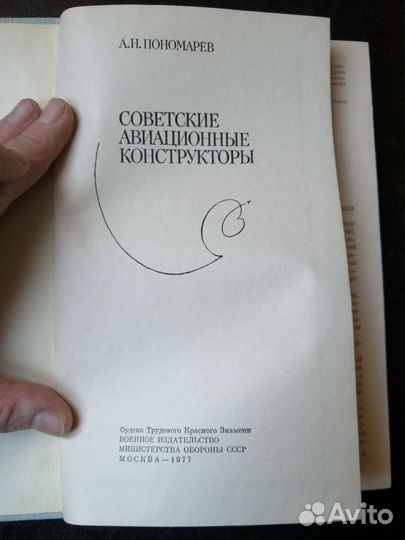 А.Н. ПОНОМАРЕВ
СОВЕТСКИЕ
АВИАЦИОННЫЕ
КОНСТРУКТОРЫ
Ордена Трудового Красного Знамени
ВОЕННОЕ ИЗДАТЕЛЬСТВО
МИНИСТЕРСТВА ОБОРОНЫ СССР
МОСКВА — 1977
Avito